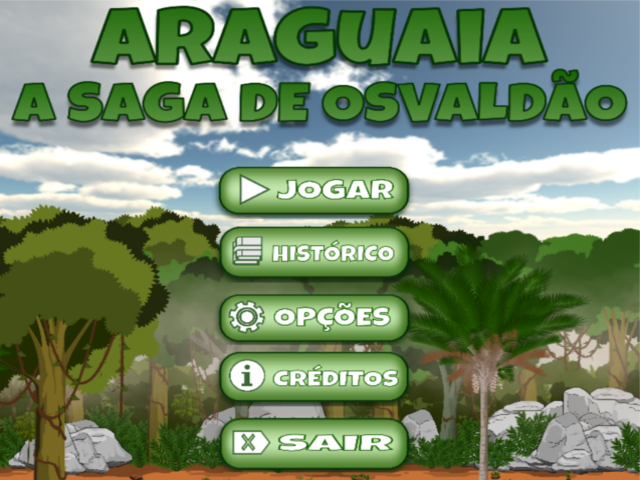 ARAGUAIA
A SAGA DE OSVALDÃO
JOGAR
HISTÓRICO
OPÇÕES
CRÉDITOS
SAIR